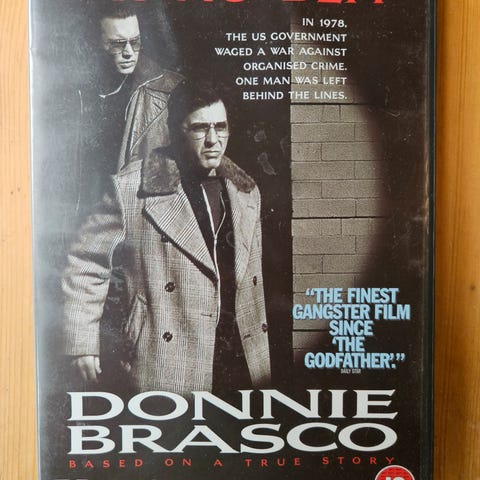 IN 1978,
THE US GOVERNMENT
WAGED A WAR AGAINST
ORGANISED CRIME.
ONE MAN WAS LEFT
BEHIND THE LINES.
“THE FINEST
GANGSTER FILM
SINCE
‘THE
GODFATHER’.”
DAILY STAR
DONNIE
BRASCO
BASED ON A TRUE STORY